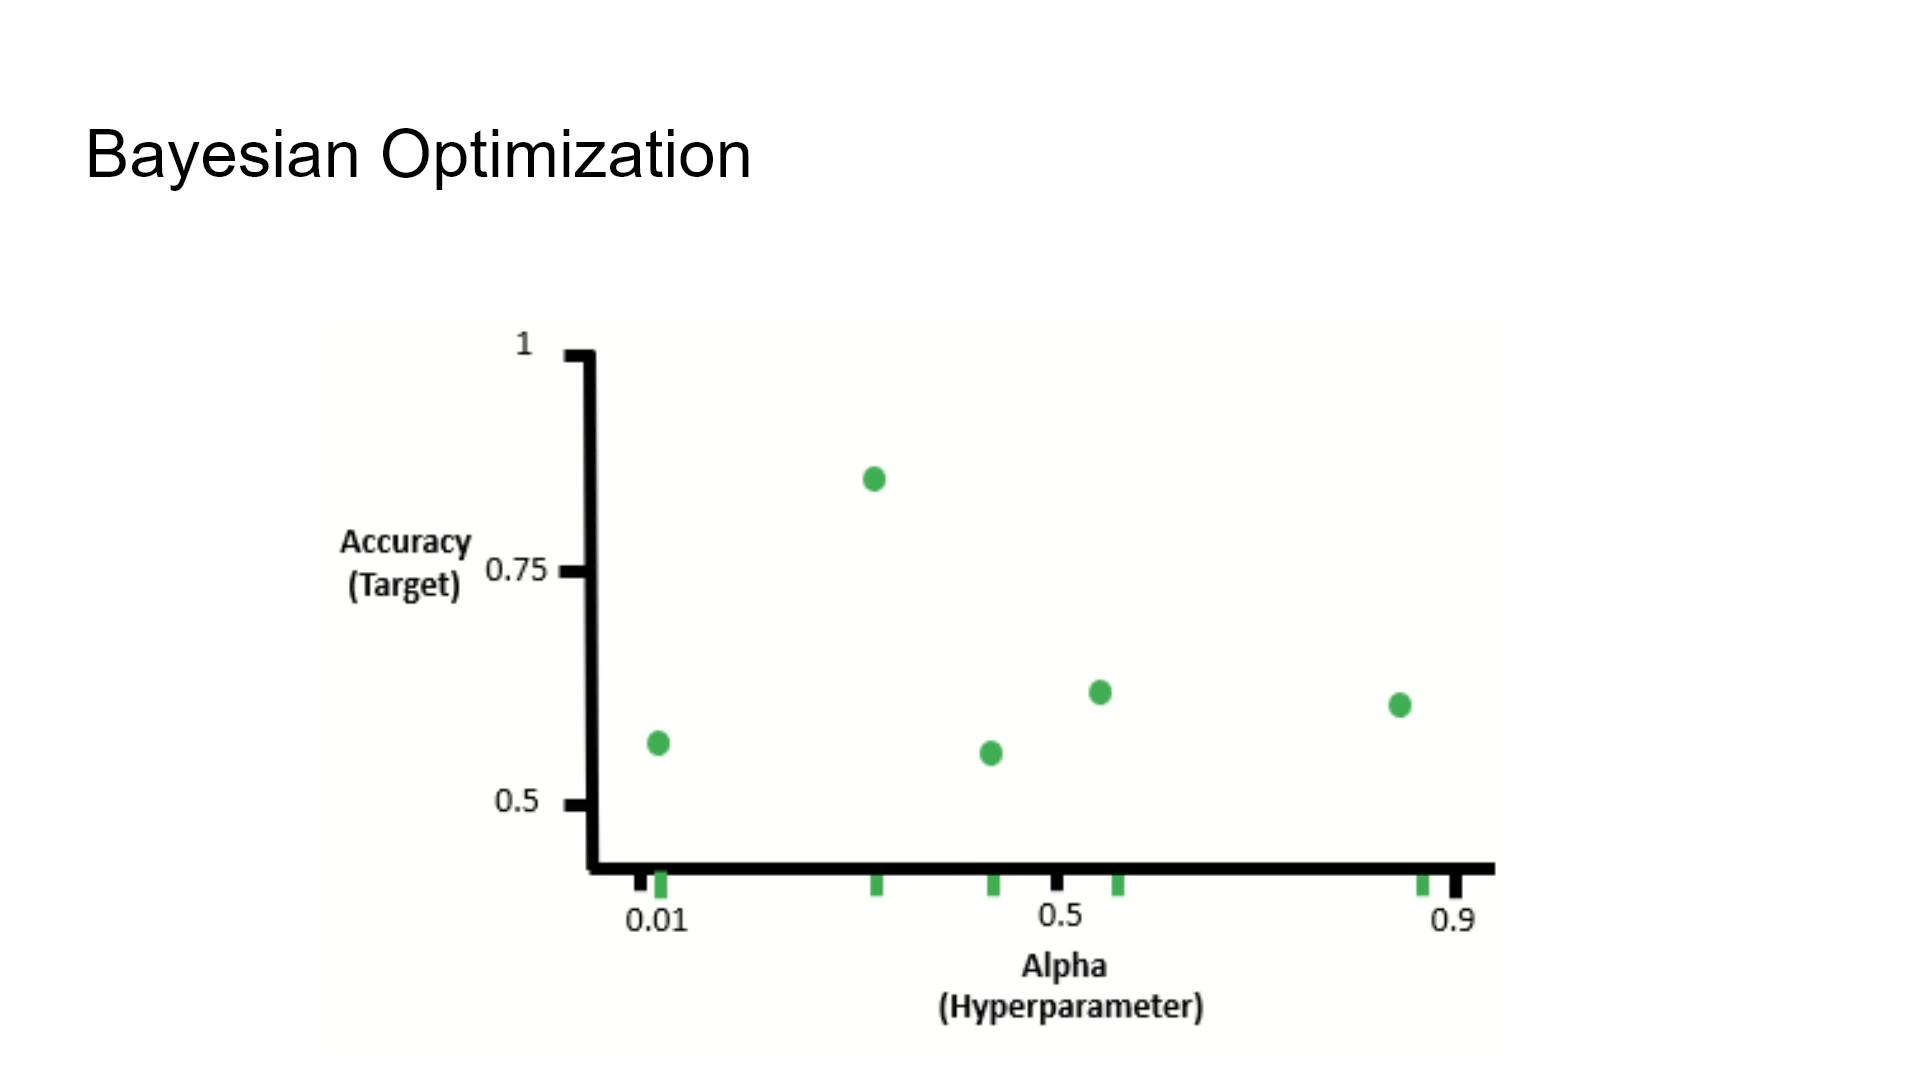 Bayesian Optimization
1
Accuracy
(Target)
0.75
0.5
0.01
0.5
0.9
Alpha
(Hyperparameter)